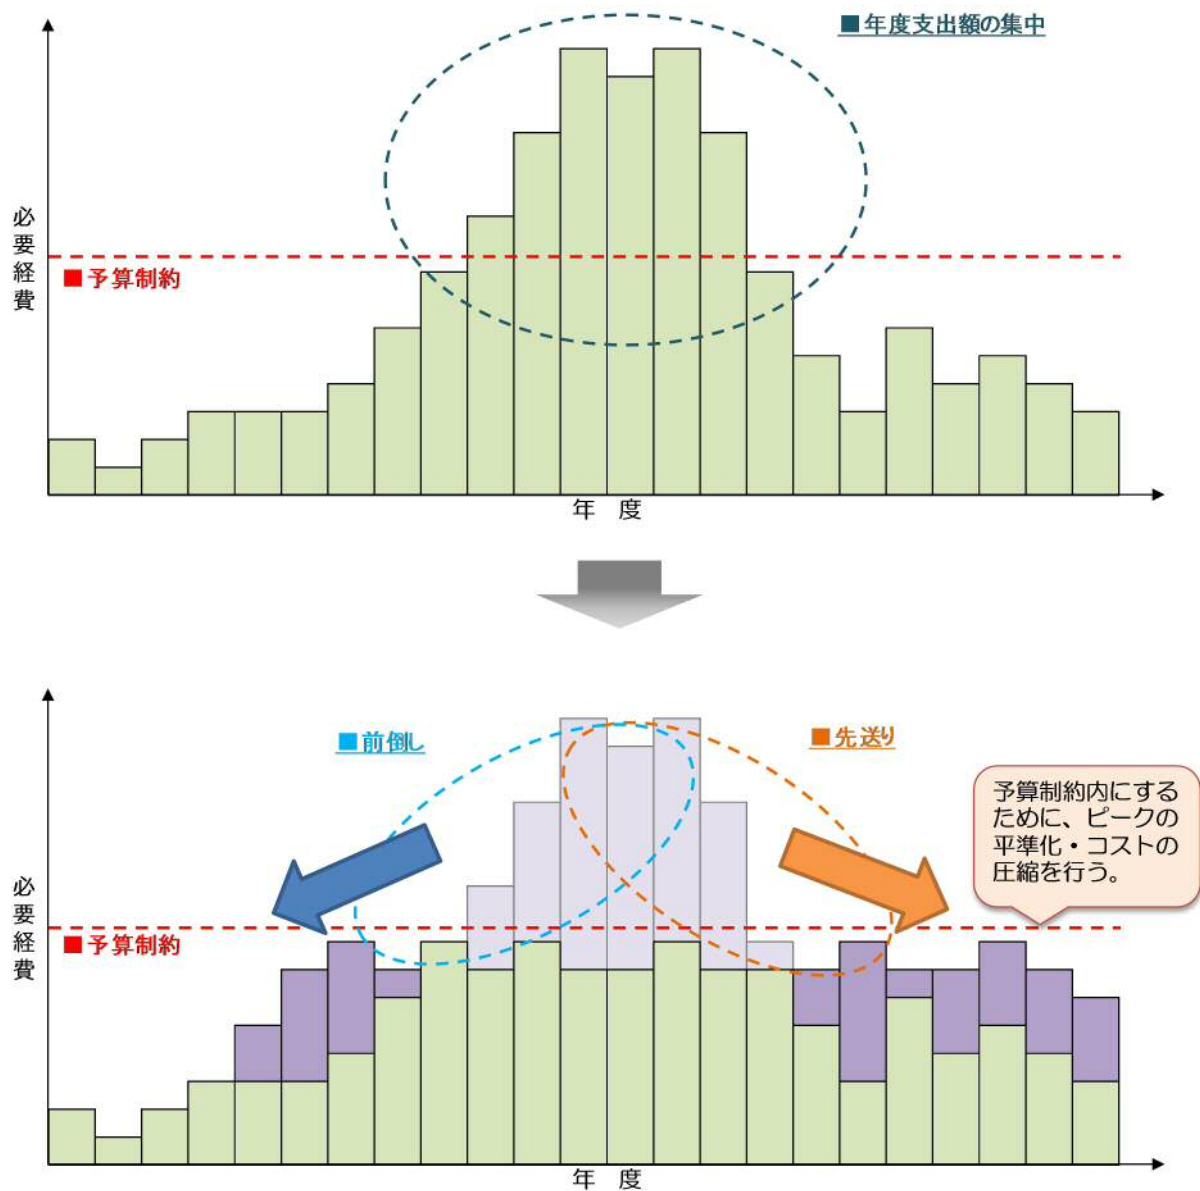 ■年度支出額の集中
必要経費
■予算制約
年 度
■前倒し
■先送り
予算制約内にする
ために、ピークの
平準化・コストの
圧縮を行う。
必要経費
■予算制約
年 度